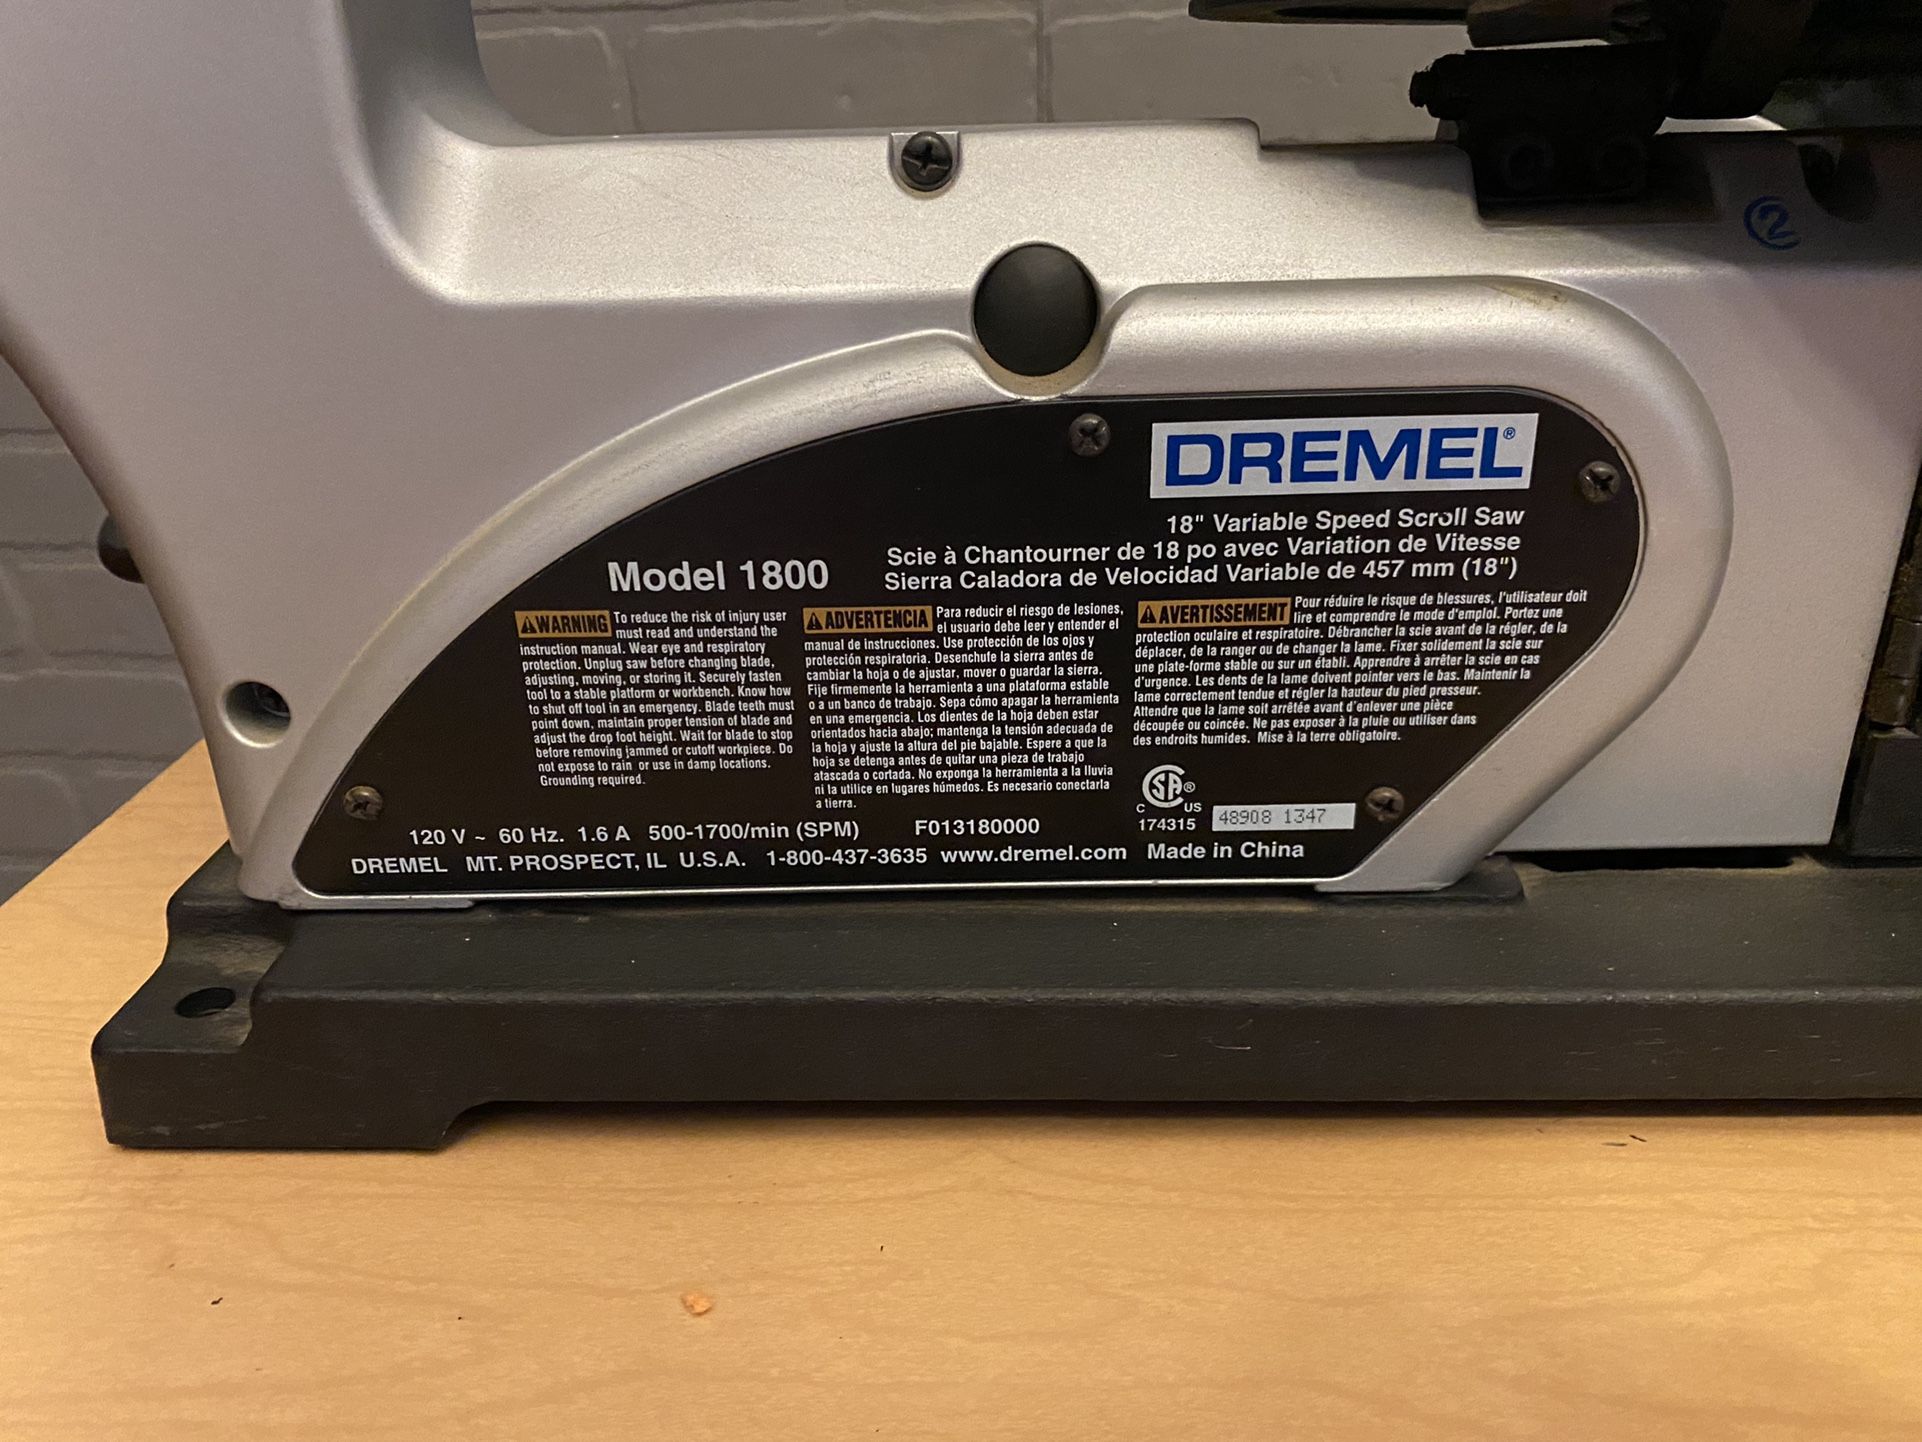 2
DREMEL®
18" Variable Speed Scroll Saw
Scie à Chantourner de 18 po avec Variation de Vitesse
Sierra Caladora de Velocidad Variable de 457 mm (18")
Model 1800
WARNING To reduce the risk of injury user
must read and understand the
instruction manual. Wear eye and respiratory
protection. Unplug saw before changing blade,
adjusting, moving, or storing it. Securely fasten
tool to a stable platform or workbench. Know how
to shut off tool in an emergency. Blade teeth must
point down, maintain proper tension of blade and
adjust the drop foot height. Wait for blade to stop
before removing jammed or cutoff workpiece. Do
not expose to rain or use in damp locations.
Grounding required.
ADVERTENCIA Para reducir el riesgo de lesiones,
el usuario debe leer y entender el
manual de instrucciones. Use protección de los ojos y
protección respiratoria. Desenchufe la sierra antes de
cambiar la hoja o de ajustar, mover o guardar la sierra.
Fije firmemente la herramienta a una plataforma estable
o a un banco de trabajo. Sepa cómo apagar la herramienta
en una emergencia. Los dientes de la hoja deben estar
orientados hacia abajo; mantenga la tensión adecuada de
la hoja y ajuste la altura del pie bajable. Espere a que la
hoja se detenga antes de quitar una pieza de trabajo
atascada o cortada. No exponga la herramienta a la lluvia
ni la utilice en lugares húmedos. Es necesario conectarla
a tierra.
AVERTISSEMENT Pour réduire le risque de blessures, l'utilisateur doit
lire et comprendre le mode d'emploi. Portez une
protection oculaire et respiratoire. Débrancher la scie avant de la régler, de la
déplacer, de la ranger ou de changer la lame. Fixer solidement la scie sur
une plate-forme stable ou sur un établi. Apprendre à arrêter la scie en cas
d'urgence. Les dents de la lame doivent pointer vers le bas. Maintenir la
lame correctement tendue et régler la hauteur du pied presseur.
Attendre que la lame soit arrêtée avant d'enlever une pièce
découpée ou coincée. Ne pas exposer à la pluie ou utiliser dans
des endroits humides. Mise à la terre obligatoire.
SA®
C US
174315
48908 1347
120 V ~ 60 Hz. 1.6 A 500-1700/min (SPM) F013180000
DREMEL MT. PROSPECT, IL U.S.A. 1-800-437-3635 www.dremel.com Made in China